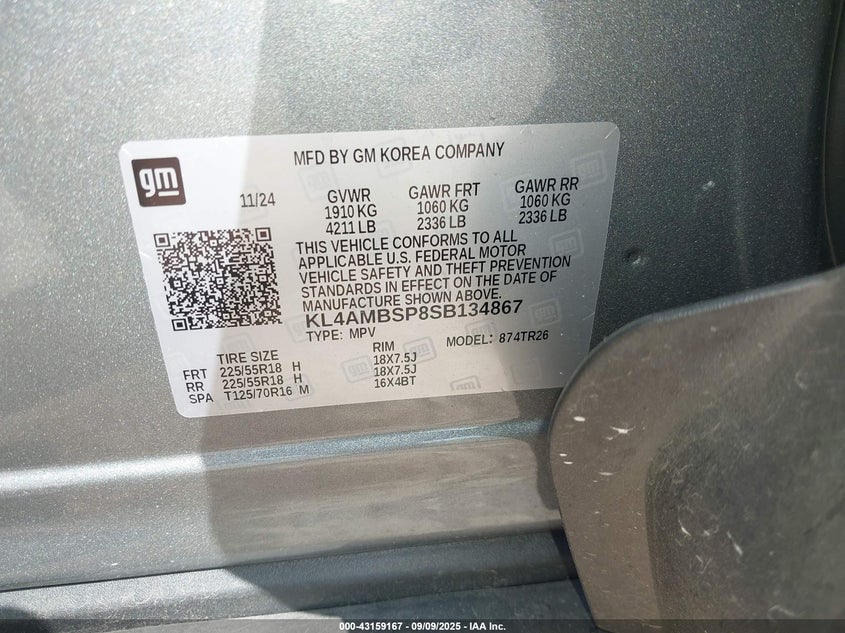 gm
MFD BY GM KOREA COMPANY
11/24
GVWR GAWR FRT GAWR RR
1910 KG 1060 KG 1060 KG
4211 LB 2336 LB 2336 LB
THIS VEHICLE CONFORMS TO ALL
APPLICABLE U.S. FEDERAL MOTOR
VEHICLE SAFETY AND THEFT PREVENTION
STANDARDS IN EFFECT ON THE DATE OF
MANUFACTURE SHOWN ABOVE.
KL4AMBSP8SB134867
TYPE: MPV MODEL: 874TR26
TIRE SIZE RIM
FRT 225/55R18 H 18X7.5J
RR 225/55R18 H 18X7.5J
SPA T125/70R16 M 16X4BT
000-43159167 - 09/09/2025 - IAA Inc.